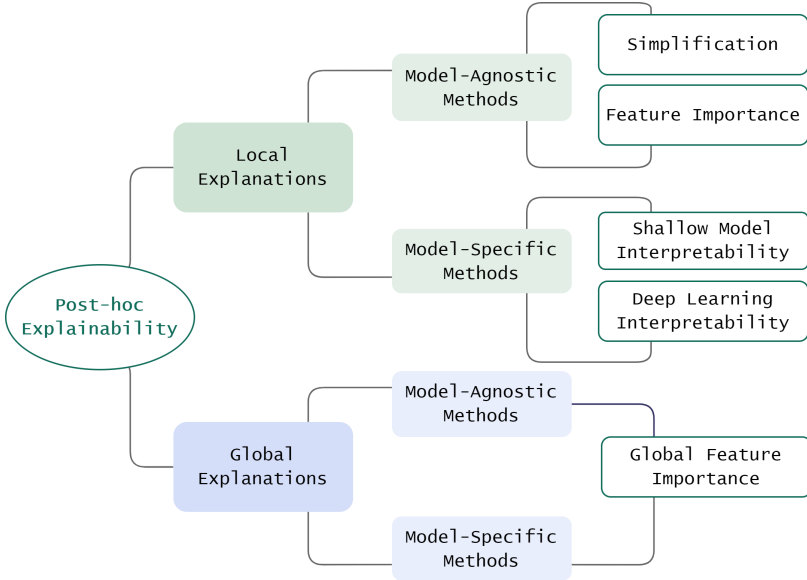 Post-hoc
Explainability
Local
Explanations
Model-Agnostic
Methods
Simplification
Feature Importance
Model-Specific
Methods
Shallow Model
Interpretability
Deep Learning
Interpretability
Global
Explanations
Model-Agnostic
Methods
Model-Specific
Methods
Global Feature
Importance